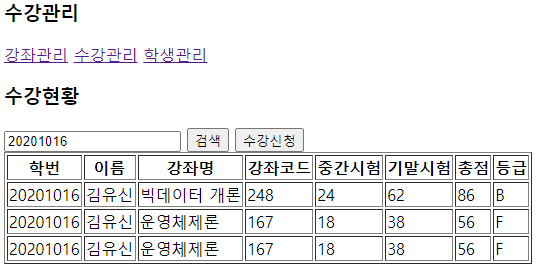 수강관리
강좌관리 수강관리 학생관리
수강현황
20201016 검색 수강신청
학번 이름 강좌명 강좌코드 중간시험 기말시험 총점 등급
20201016 김유신 빅데이터 개론 248 24 62 86 B
20201016 김유신 운영체제론 167 18 38 56 F
20201016 김유신 운영체제론 167 18 38 56 F